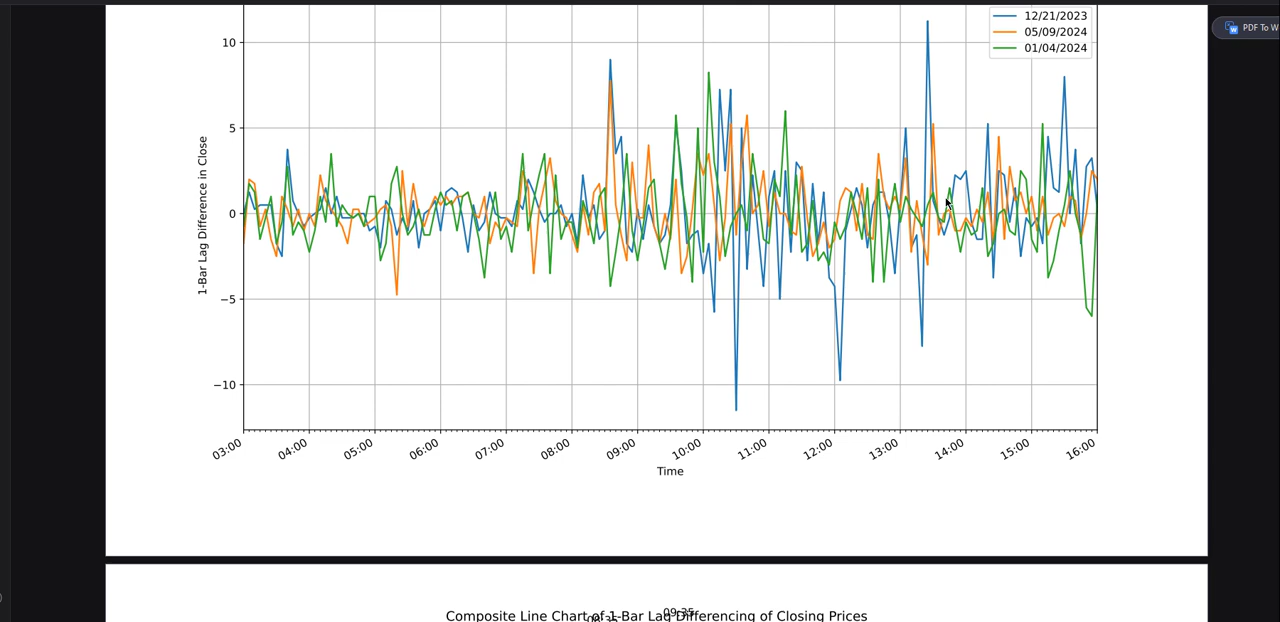 12/21/2023
05/09/2024
01/04/2024
PDF To W
10
5
0
−5
−10
1-Bar Lag Difference in Close
03:00 04:00 05:00 06:00 07:00 08:00 09:00 10:00 11:00 12:00 13:00 14:00 15:00 16:00
Time
09:35
Composite Line Chart of 1-Bar Lag Differencing of Closing Prices